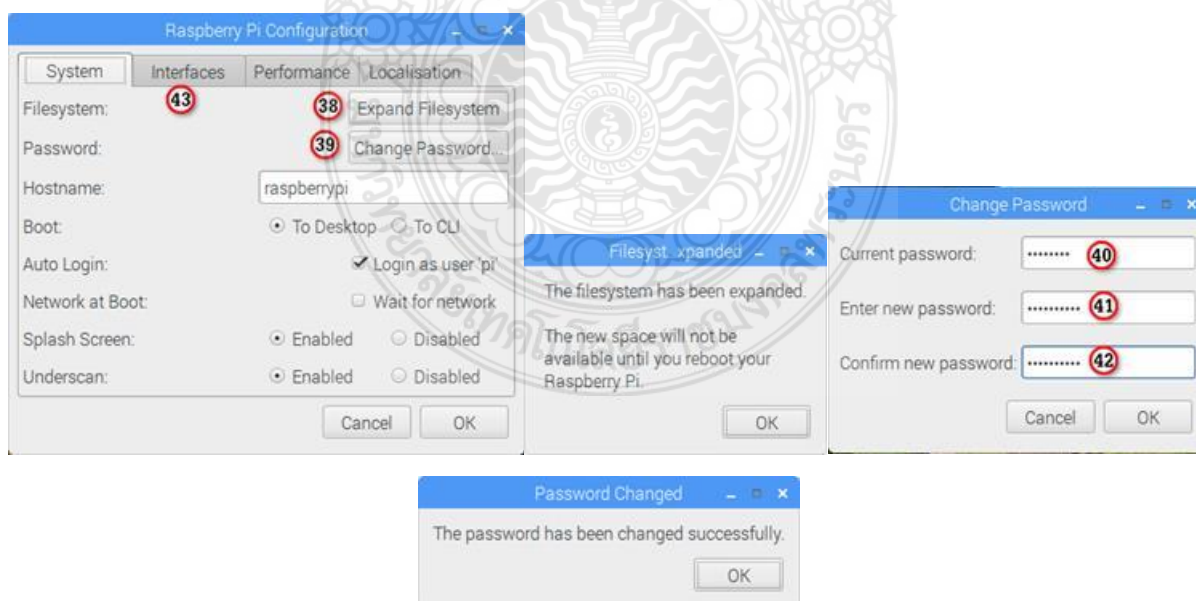 Raspberry Pi Configuration
System Interfaces Performance Localisation
43
Filesystem: 38 Expand Filesystem
Password: 39 Change Password...
Hostname: raspberrypi
Boot: To Desktop To CLI
Auto Login: Login as user 'pi'
Network at Boot: Wait for network
Splash Screen: Enabled Disabled
Underscan: Enabled Disabled
Cancel OK
Filesyst. xpanded
The filesystem has been expanded.
The new space will not be
available until you reboot your
Raspberry Pi.
OK
Change Password
Current password: 40
Enter new password: 41
Confirm new password: 42
Cancel OK
Password Changed
The password has been changed successfully.
OK